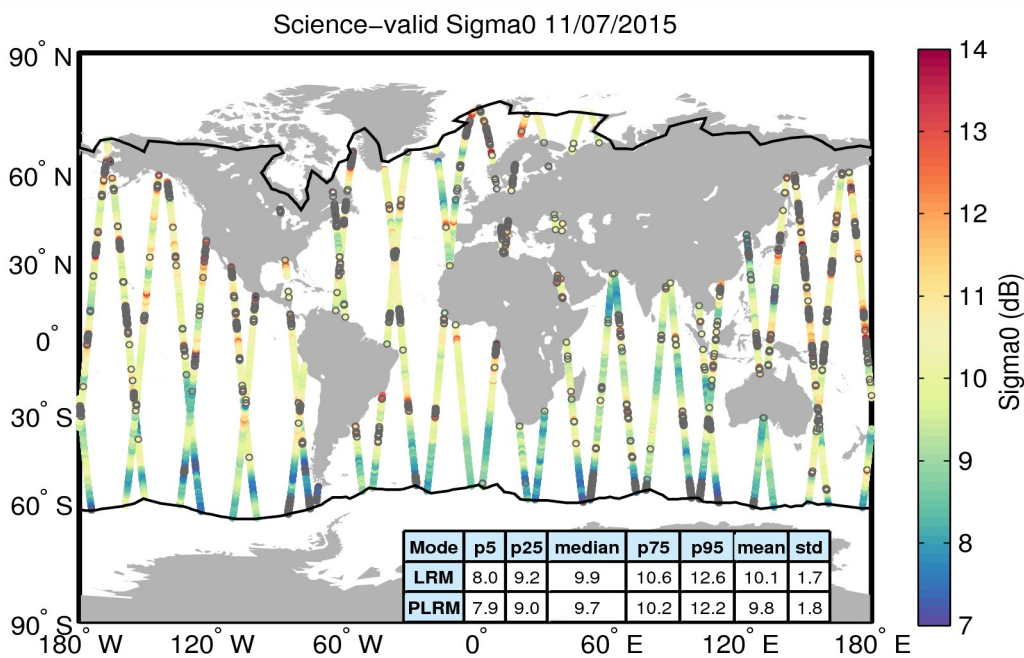 Science−valid Sigma0 11/07/2015
90° N
60° N
30° N
0°
30° S
60° S
90° S
180° W
120° W
60° W
0°
60° E
120° E
180° E
Mode p5 p25 median p75 p95 mean std
LRM 8.0 9.2 9.9 10.6 12.6 10.1 1.7
PLRM 7.9 9.0 9.7 10.2 12.2 9.8 1.8
14
13
12
11
10
9
8
7
Sigma0 (dB)